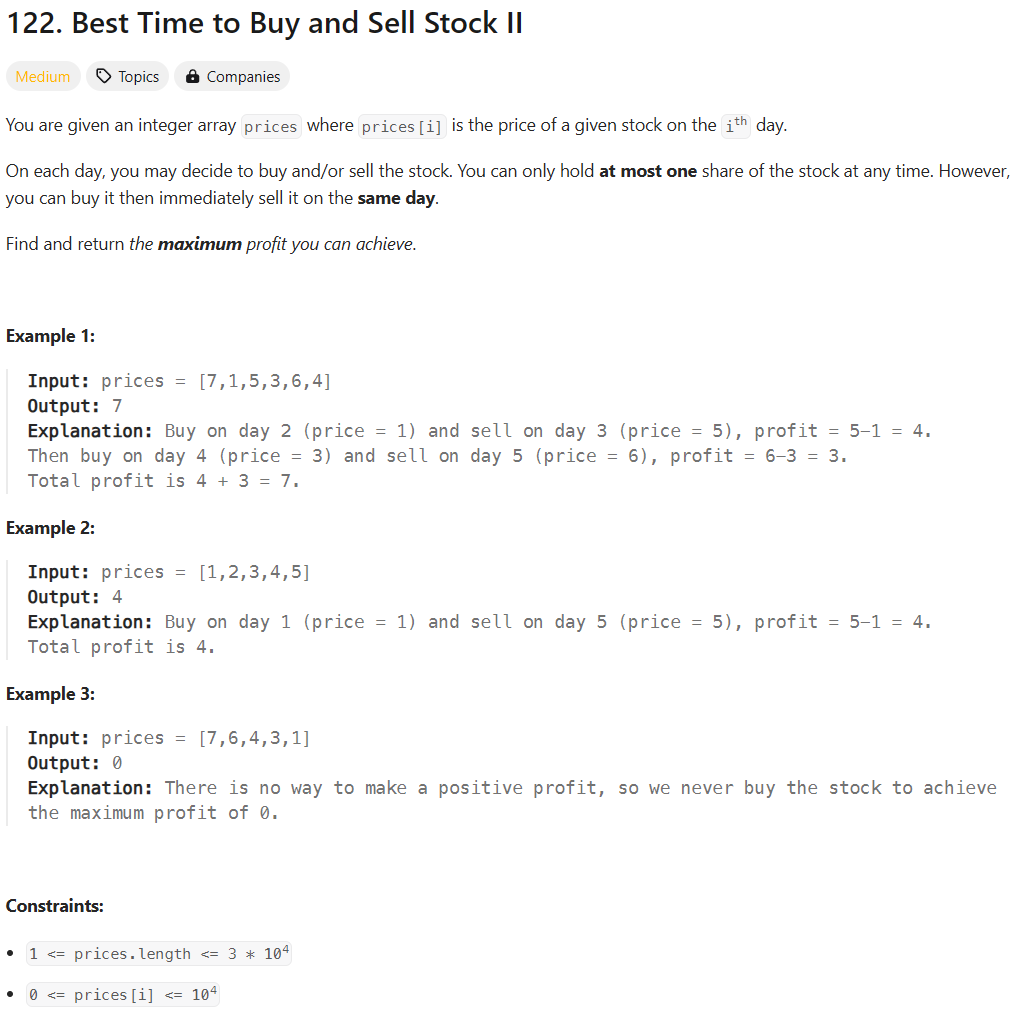 122. Best Time to Buy and Sell Stock II
Medium Topics Companies
You are given an integer array prices where prices[i] is the price of a given stock on the iᵗʰ day.
On each day, you may decide to buy and/or sell the stock. You can only hold at most one share of the stock at any time. However,
you can buy it then immediately sell it on the same day.
Find and return the maximum profit you can achieve.
Example 1:
Input: prices = [7,1,5,3,6,4]
Output: 7
Explanation: Buy on day 2 (price = 1) and sell on day 3 (price = 5), profit = 5-1 = 4.
Then buy on day 4 (price = 3) and sell on day 5 (price = 6), profit = 6-3 = 3.
Total profit is 4 + 3 = 7.
Example 2:
Input: prices = [1,2,3,4,5]
Output: 4
Explanation: Buy on day 1 (price = 1) and sell on day 5 (price = 5), profit = 5-1 = 4.
Total profit is 4.
Example 3:
Input: prices = [7,6,4,3,1]
Output: 0
Explanation: There is no way to make a positive profit, so we never buy the stock to achieve
the maximum profit of 0.
Constraints:
• 1 <= prices.length <= 3 * 10⁴
• 0 <= prices[i] <= 10⁴